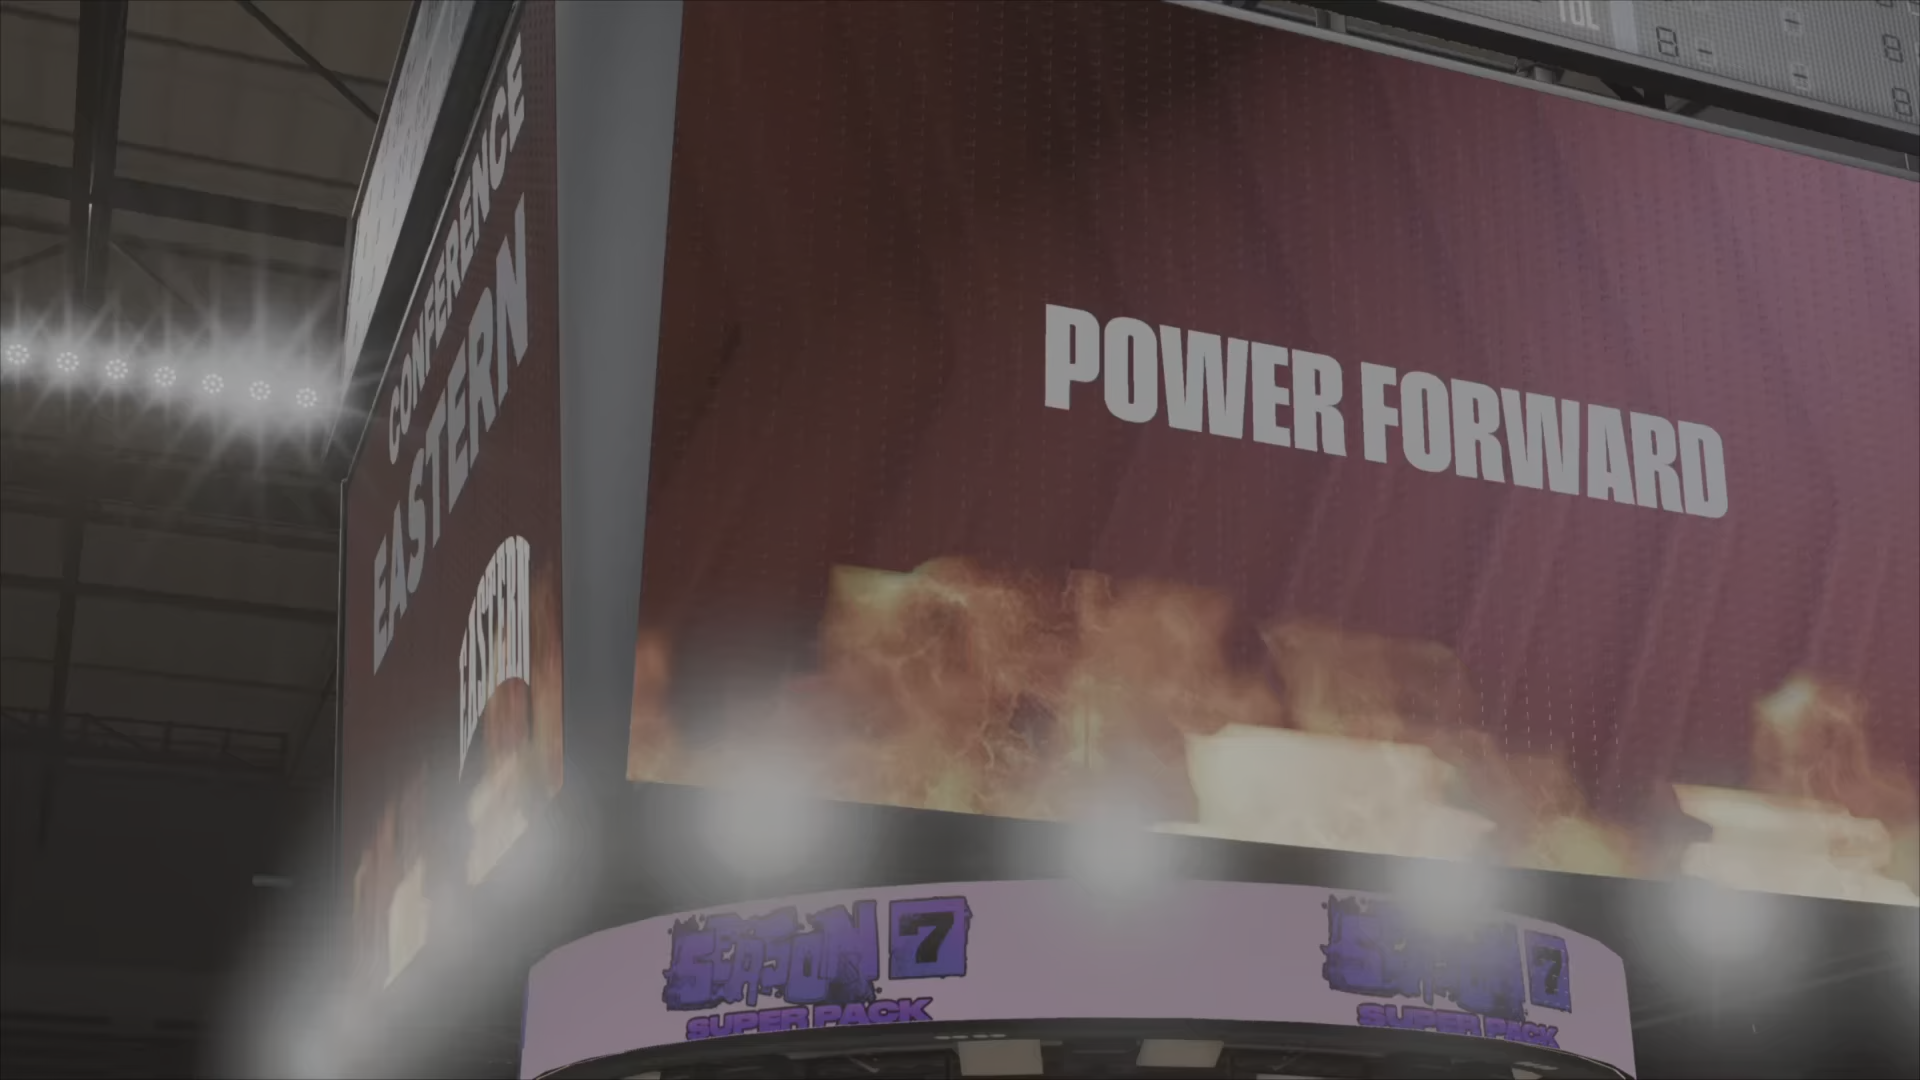 CONFERENCE
EASTERN
EASTERN
POWER FORWARD
SEASON 7
SUPER PACK
SEASON 7
SUPER PACK